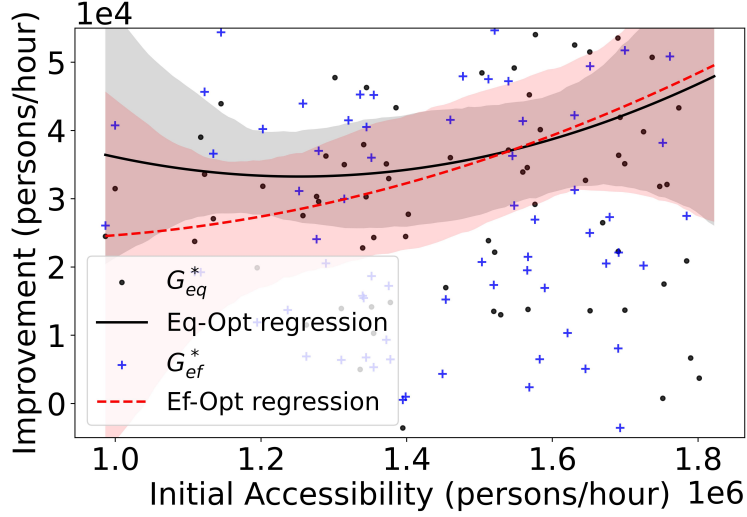 1e4
Improvement (persons/hour)
5
4
3
2
1
0
G*eq
Eq-Opt regression
G*ef
Ef-Opt regression
1.0 1.2 1.4 1.6 1.8
Initial Accessibility (persons/hour) 1e6